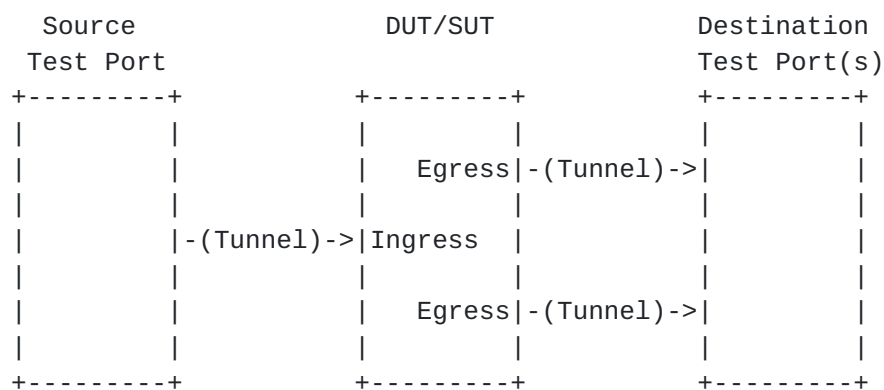 Source DUT/SUT Destination
Test Port Test Port(s)
+---------+ +---------+ +---------+
| | | | | |
| | | Egress|-(Tunnel)->| |
| | | | | |
| |-(Tunnel)->|Ingress | | |
| | | | | |
| | | Egress|-(Tunnel)->| |
| | | | | |
+---------+ +---------+ +---------+